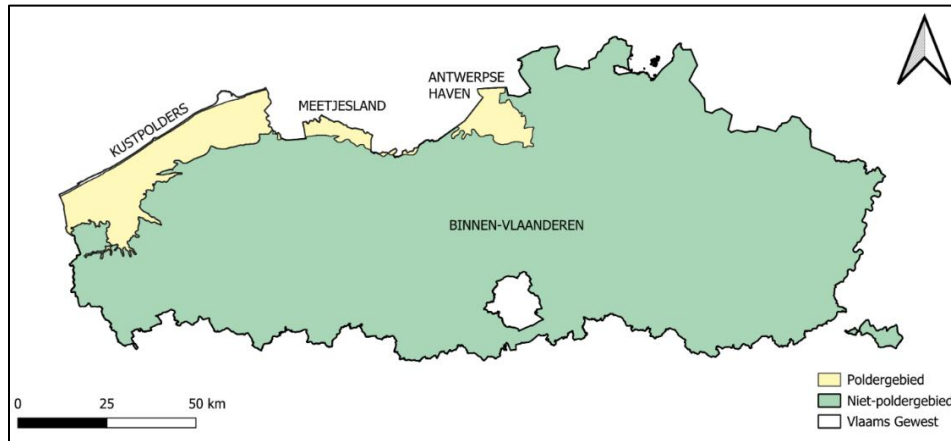 ANTWERPSE
HAVEN
MEETJESLAND
KUSTPOLDERS
BINNEN-VLAANDEREN
0 25 50 km
Poldergebied
Niet-poldergebied
Vlaams Gewest